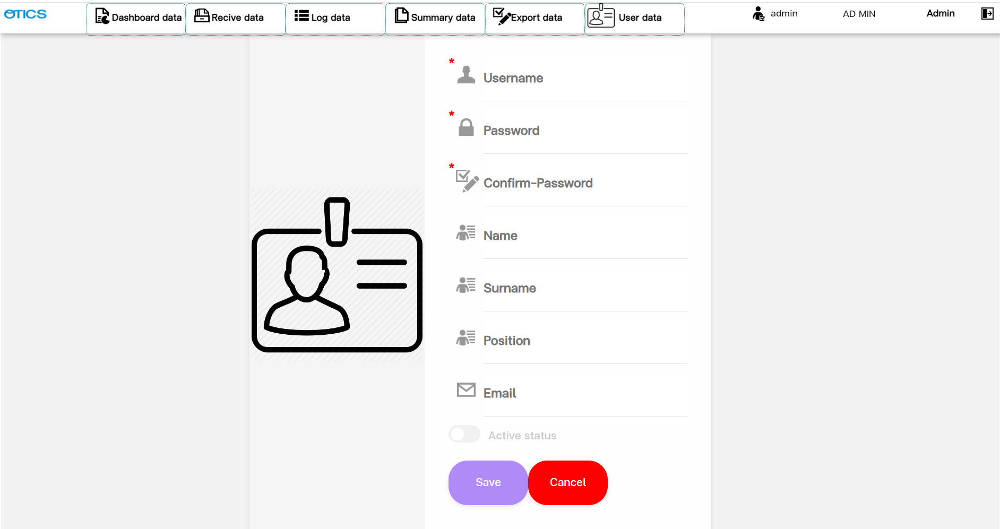 OTICS
Dashboard data
Recive data
Log data
Summary data
Export data
User data
admin
AD MIN
Admin
* Username
* Password
* Confirm-Password
Name
Surname
Position
Email
Active status
Save
Cancel